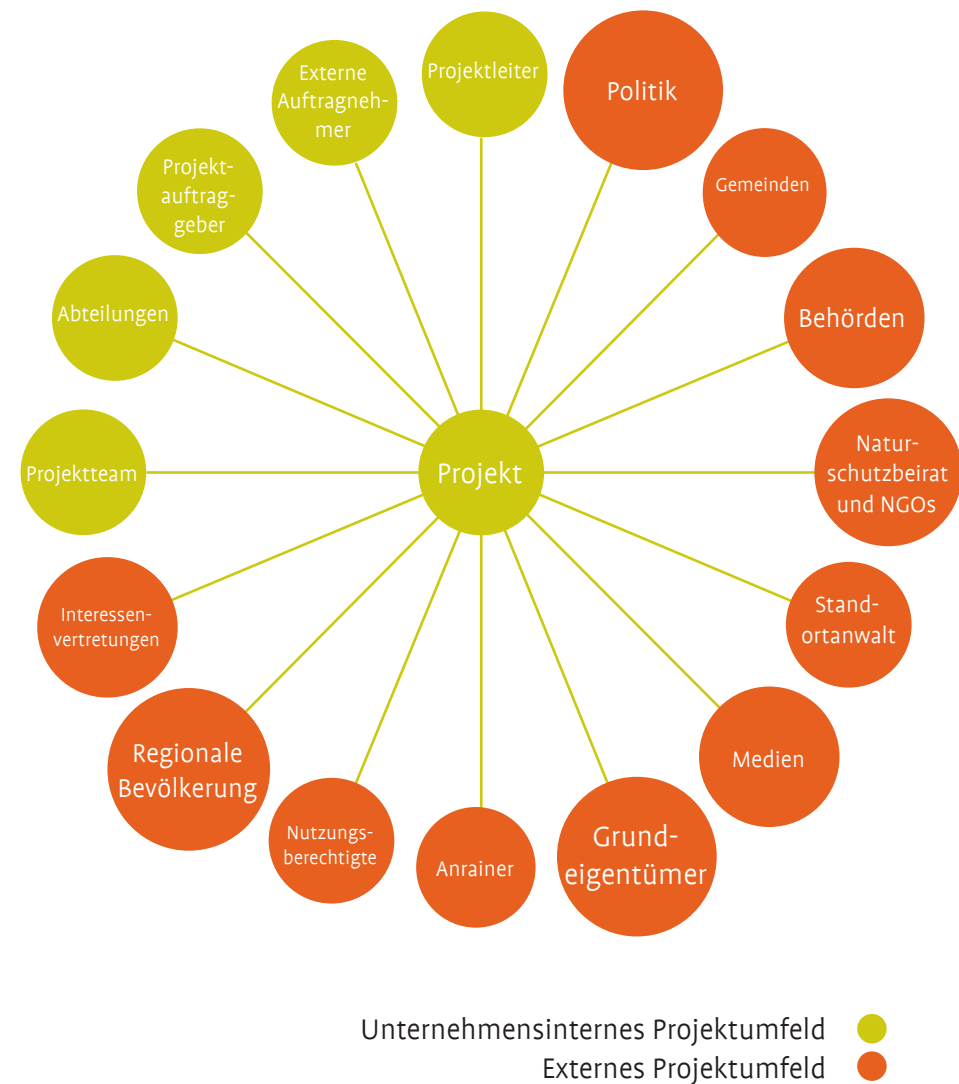 Projektleiter
Politik
Gemeinden
Behörden
Natur-
schutzbeirat
und NGOs
Stand-
ortanwalt
Medien
Grund-
eigentümer
Anrainer
Nutzungs-
berechtigte
Regionale
Bevölkerung
Interessen-
vertretungen
Projektteam
Abteilungen
Projekt-
auftrag-
geber
Externe
Auftragneh-
mer
Projekt
Unternehmensinternes Projektumfeld
Externes Projektumfeld